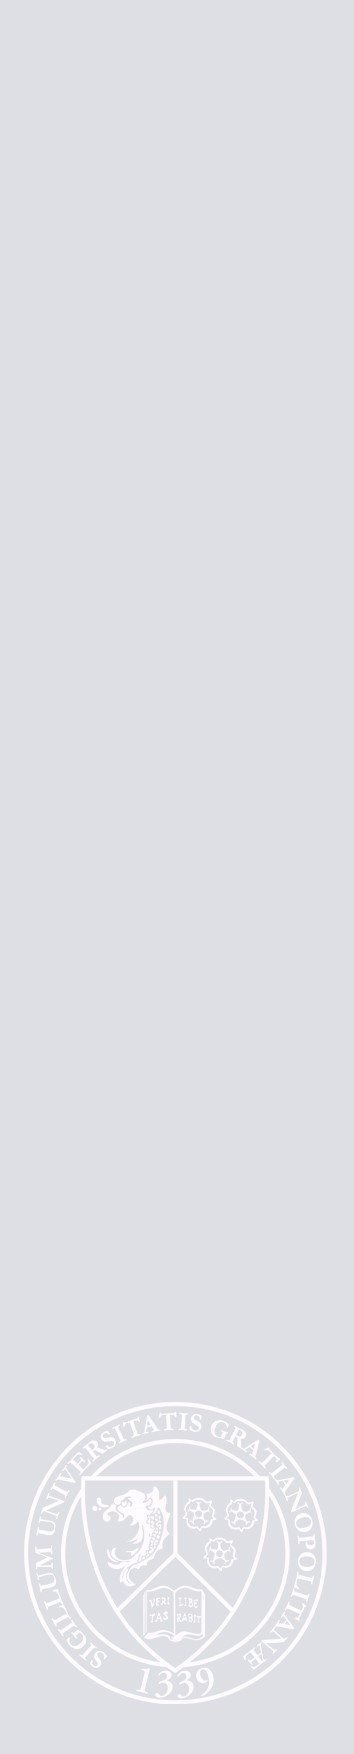 SIGILLUM UNIVERSITATIS GRATIANOPOLITANÆ
VERI LIBE
TAS RABIT
1339